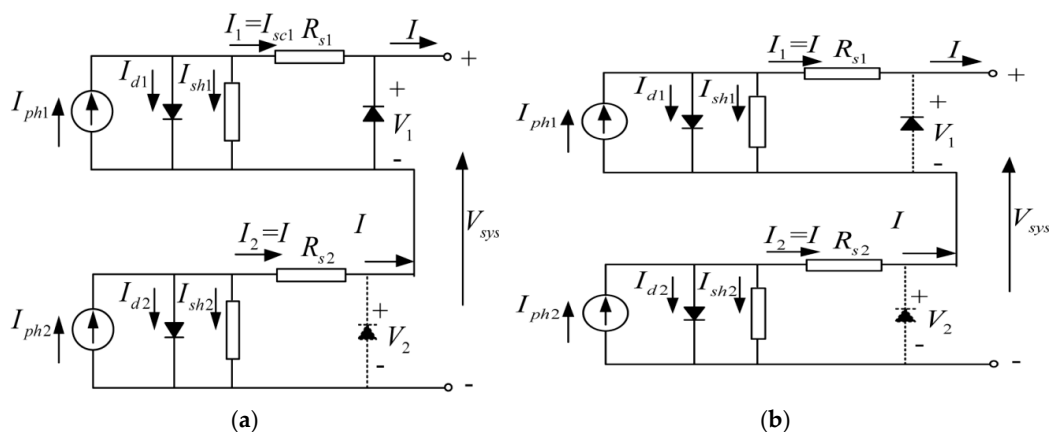 I1=Isc1 Rs1 I
+
Id1 Ish1
Iph1
+
V1
-
Vsys
I
I2=I Rs2
Id2 Ish2
Iph2
+
V2
-
-
(a)
I1=I Rs1 I
+
Id1 Ish1
Iph1
+
V1
-
Vsys
I
I2=I Rs2
Id2 Ish2
Iph2
+
V2
-
-
(b)